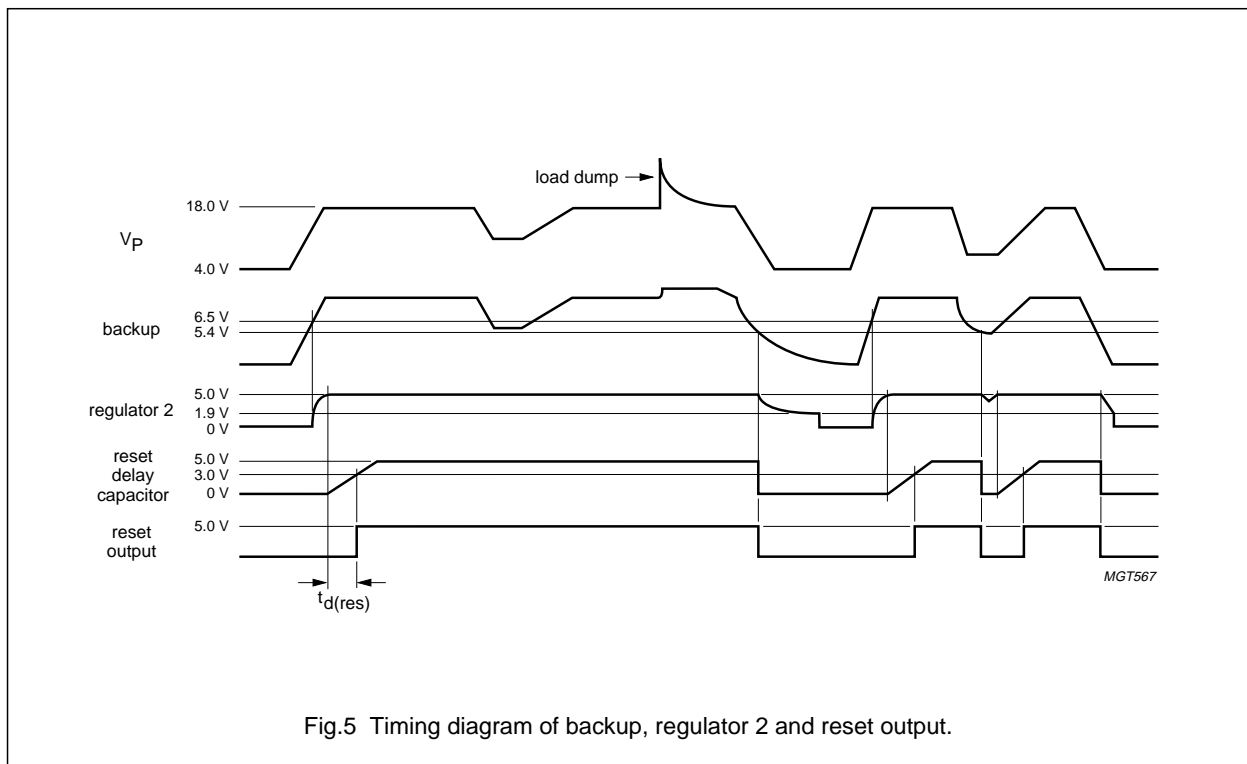 load dump
18.0 V
VP
4.0 V
6.5 V
backup
5.4 V
5.0 V
regulator 2
1.9 V
0 V
reset
delay
capacitor
5.0 V
3.0 V
0 V
5.0 V
reset
output
MGT567
td(res)
Fig.5 Timing diagram of backup, regulator 2 and reset output.